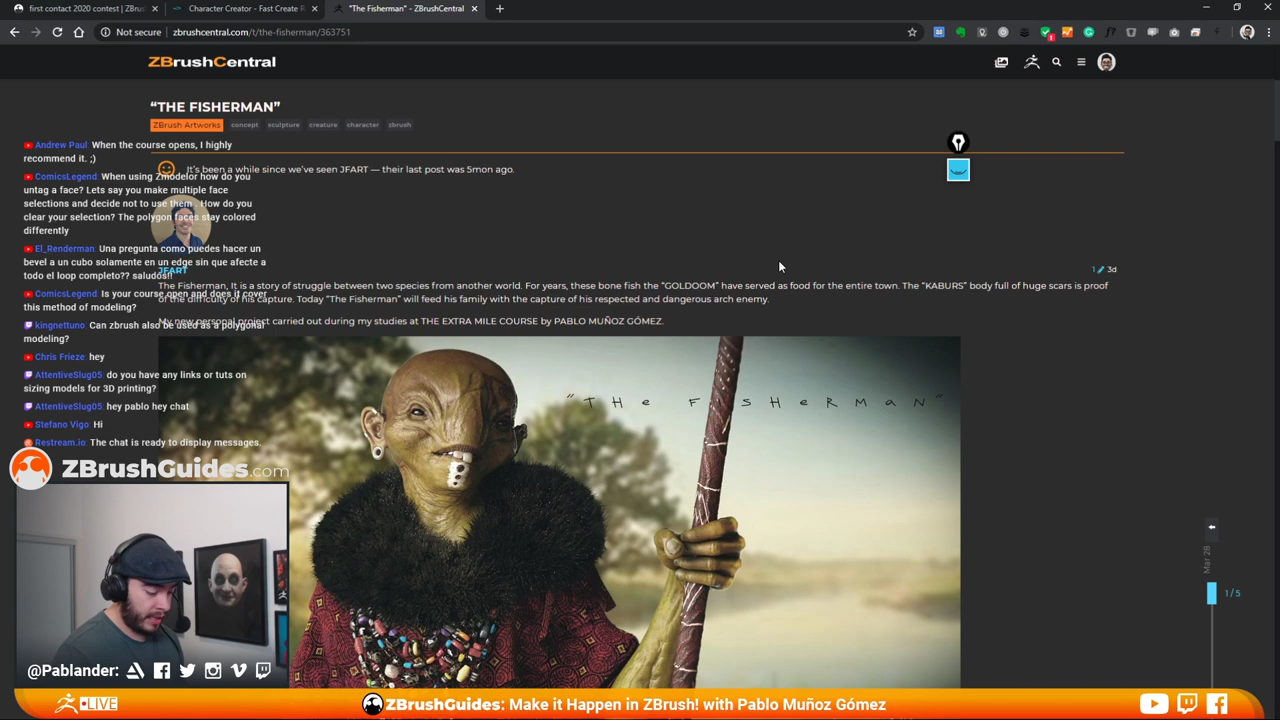 first contact 2020 contest | ZBru
Character Creator - Fast Create R
"The Fisherman" - ZBrushCentral
Not secure
zbrushcentral.com/t/the-fisherman/363751
ZBrushCentral
"THE FISHERMAN"
ZBrush Artworks concept sculpture creature character zbrush
It's been a while since we've seen JFART — their last post was 5mon ago.
JFART
1
3d
The Fisherman, It is a story of struggle between two species from another world. For years, these bone fish the "GOLDOOM" have served as food for the entire town. The "KABURS" body full of huge scars is proof
of the difficulty of his capture. Today "The Fisherman" will feed his family with the capture of his respected and dangerous arch enemy.
My new personal project carried out during my studies at THE EXTRA MILE COURSE by PABLO MUÑOZ GÓMEZ.
"THe FiSHeRMaN"
Andrew Paul: When the course opens, I highly
recommend it. ;)
ComicsLegend: When using Zmodelor how do you
untag a face? Lets say you make multiple face
selections and decide not to use them . How do you
clear your selection? The polygon faces stay colored
differently
El_Renderman: Una pregunta como puedes hacer un
bevel a un cubo solamente en un edge sin que afecte a
todo el loop completo?? saludos!!
ComicsLegend: Is your course open and does it cover
this method of modeling?
kingnettuno: Can zbrush also be used as a polygonal
modeling?
Chris Frieze: hey
AttentiveSlug05: do you have any links or tuts on
sizing models for 3D printing?
AttentiveSlug05: hey pablo hey chat
Stefano Vigo: Hi
Restream.io: The chat is ready to display messages.
ZBrushGuides.com
Mar 28
1 / 5
@Pablander:
LIVE
ZBrushGuides: Make it Happen in ZBrush! with Pablo Muñoz Gómez